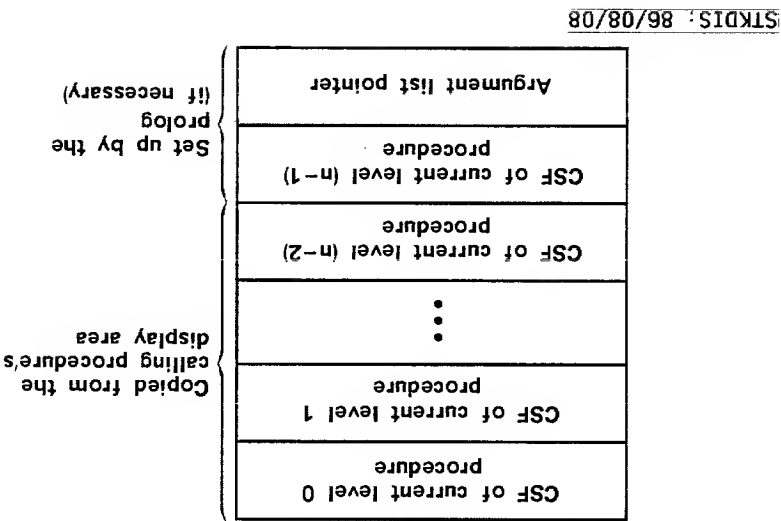 CSF of current level 0
procedure
CSF of current level 1
procedure
•
•
•
CSF of current level (n-2)
procedure
CSF of current level (n-1)
procedure
Argument list pointer
Copied from the
calling procedure's
display area
Set up by the
prolog
(if necessary)
STKDIS: 86/08/08